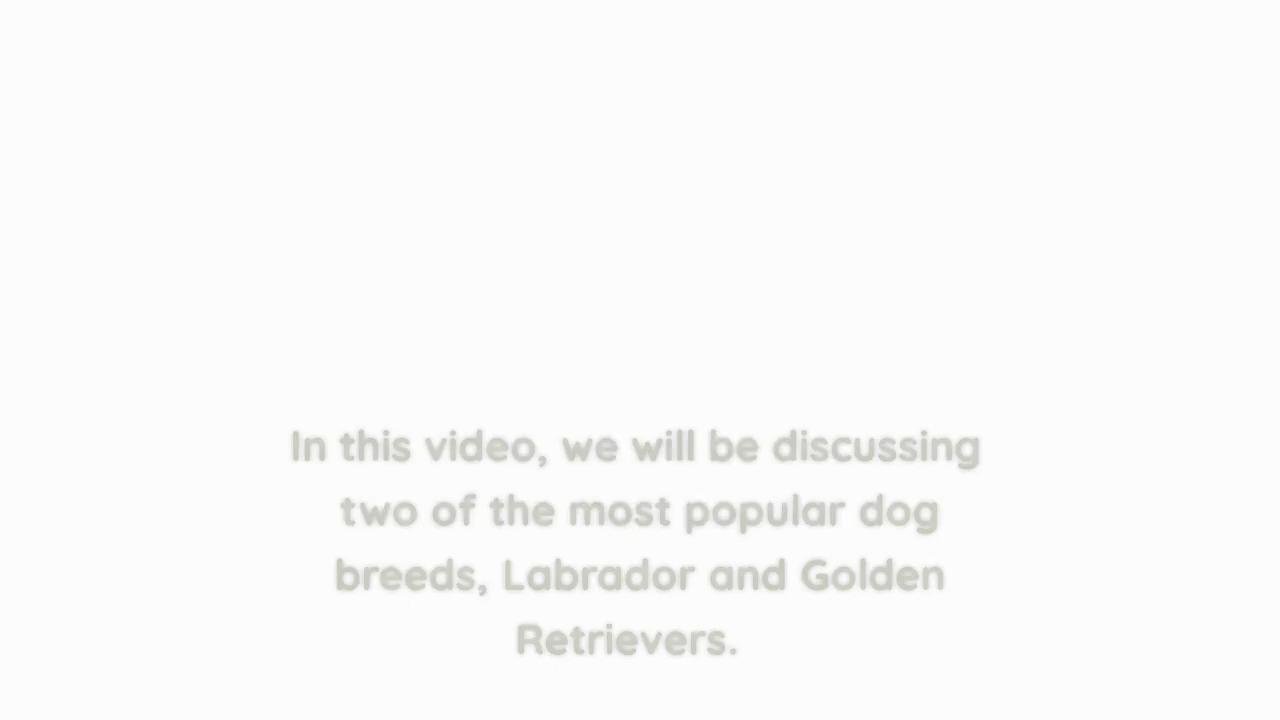 In this video, we will be discussing
two of the most popular dog
breeds, Labrador and Golden
Retrievers.